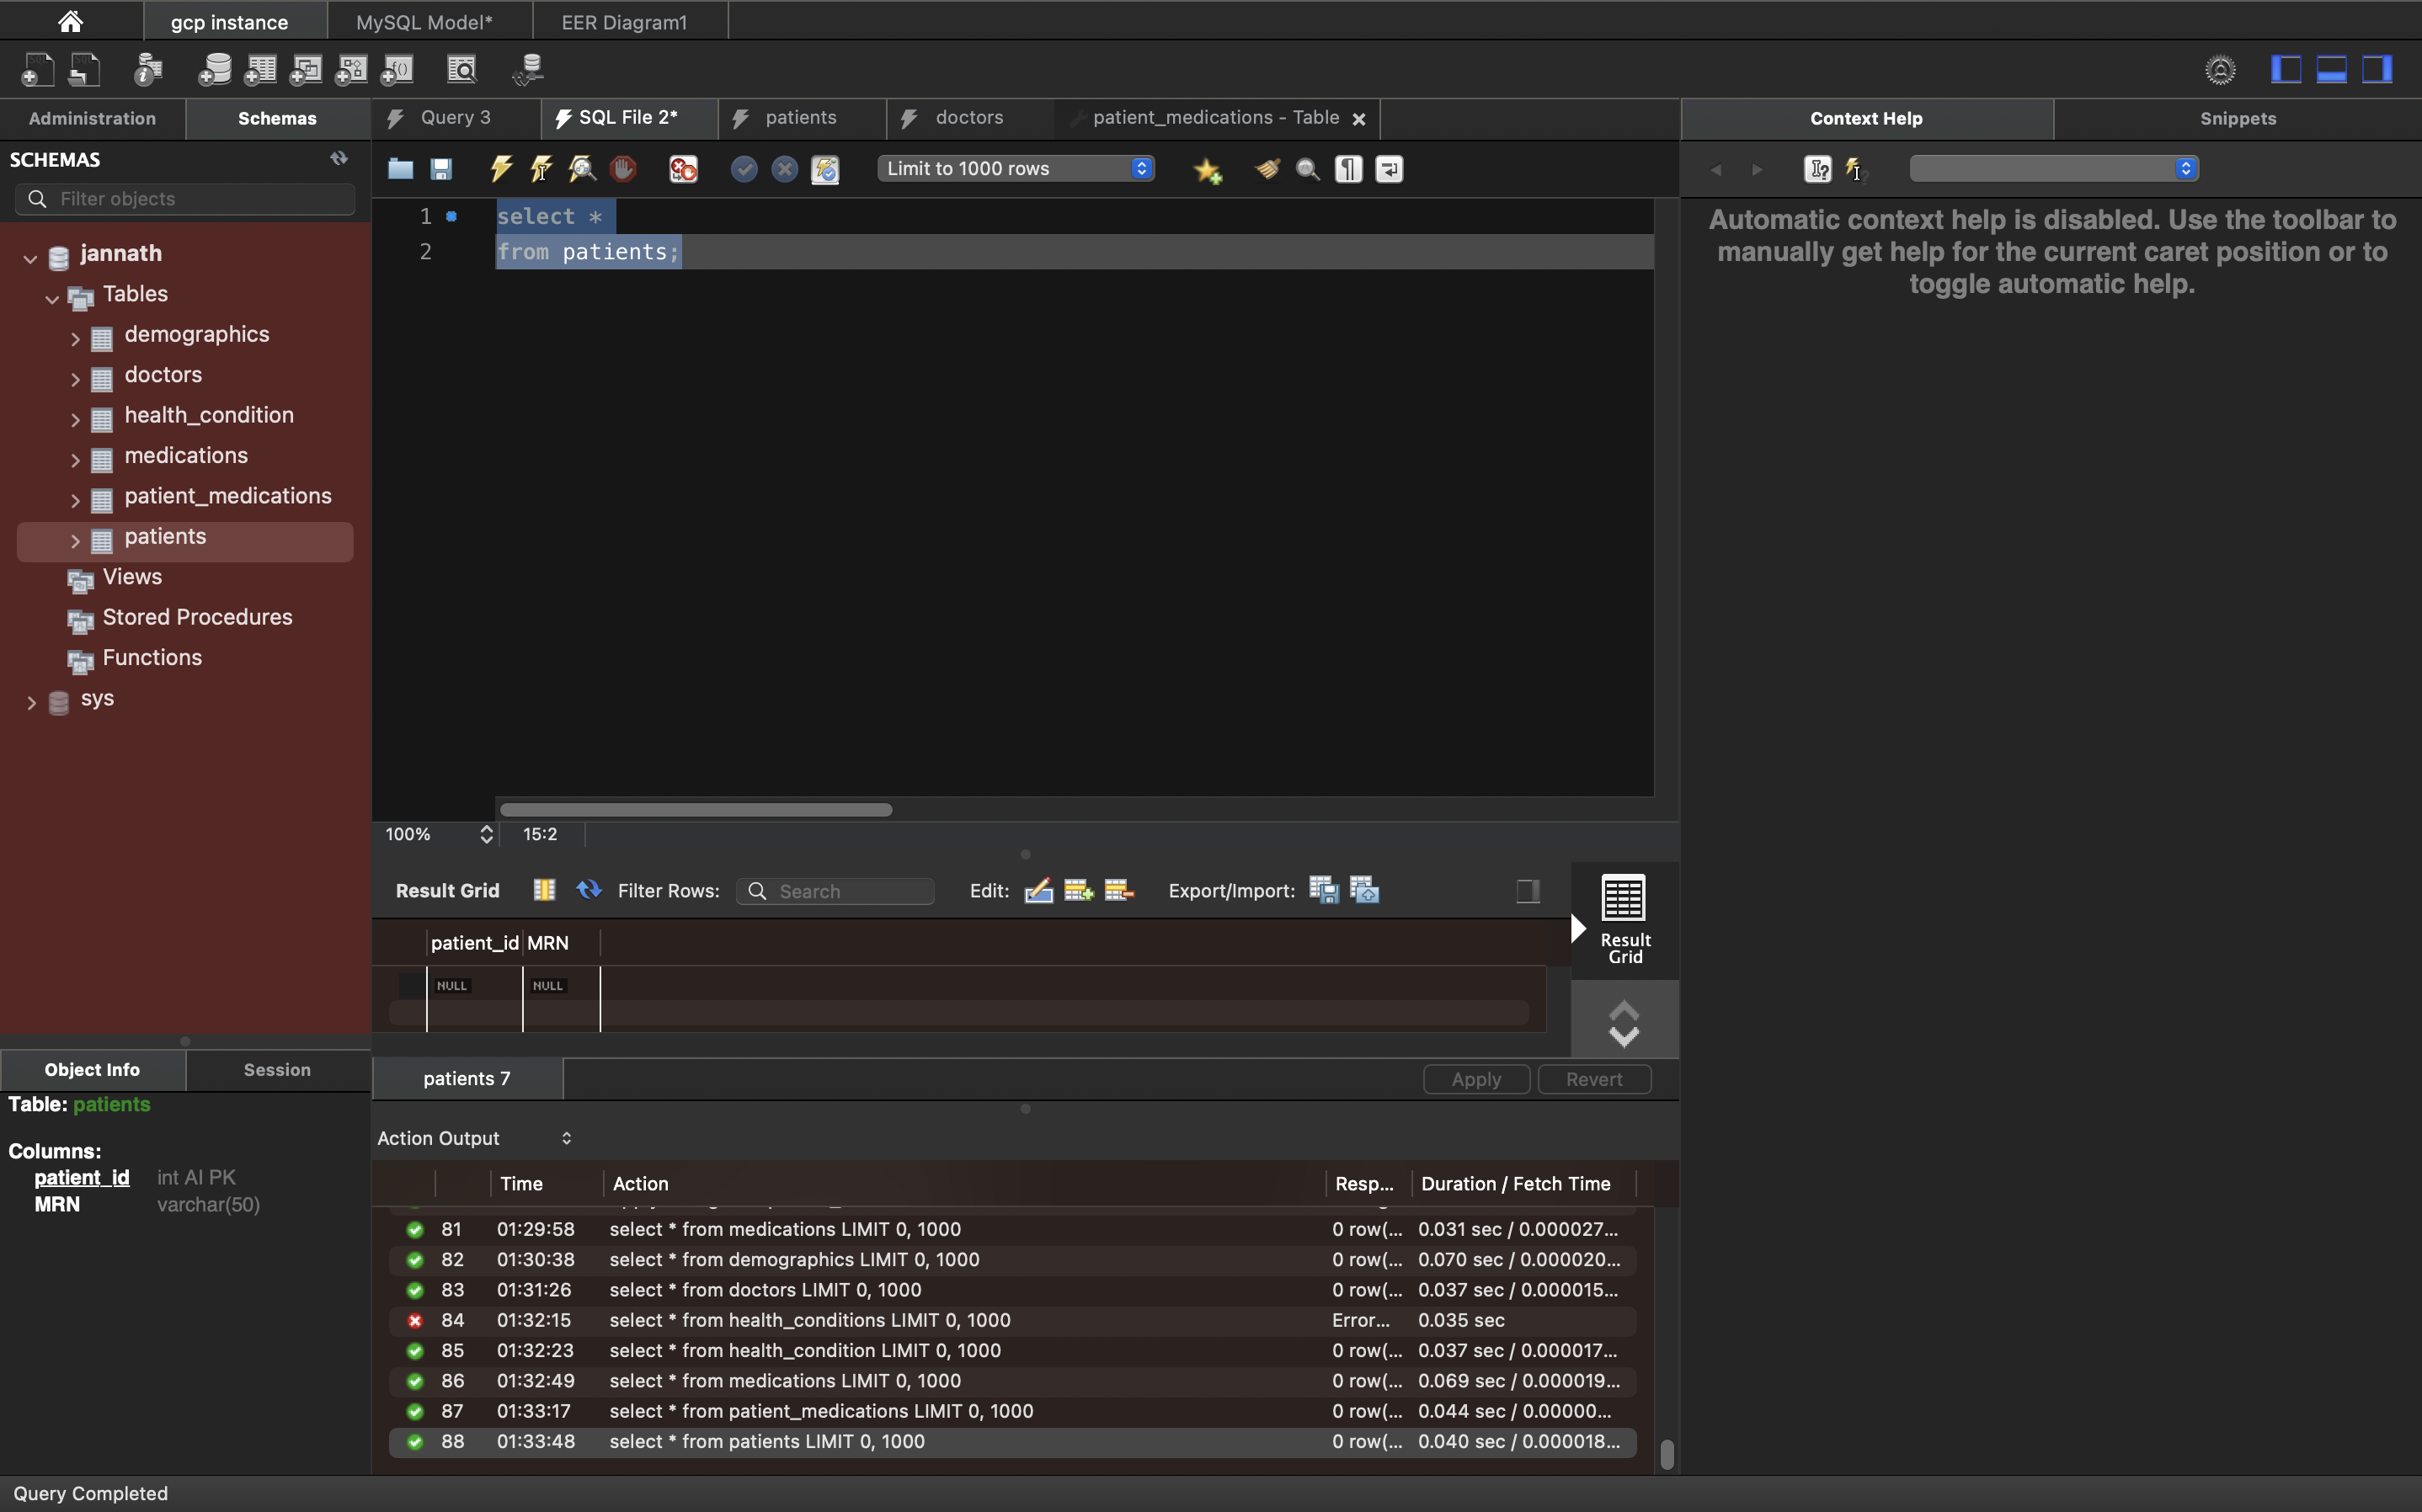 gcp instance
MySQL Model*
EER Diagram1
Administration
Schemas
SCHEMAS
Filter objects
jannath
Tables
demographics
doctors
health_condition
medications
patient_medications
patients
Views
Stored Procedures
Functions
sys
Object Info
Session
Table: patients
Columns:
patient_id int AI PK
MRN varchar(50)
Query 3
SQL File 2*
patients
doctors
patient_medications - Table
Limit to 1000 rows
1 select *
2 from patients;
100% 15:2
Result Grid
Filter Rows:
Search
Edit:
Export/Import:
patient_id MRN
NULL NULL
Result
Grid
patients 7
Apply
Revert
Action Output
Time Action Resp... Duration / Fetch Time
81 01:29:58 select * from medications LIMIT 0, 1000 0 row(... 0.031 sec / 0.000027...
82 01:30:38 select * from demographics LIMIT 0, 1000 0 row(... 0.070 sec / 0.000020...
83 01:31:26 select * from doctors LIMIT 0, 1000 0 row(... 0.037 sec / 0.000015...
84 01:32:15 select * from health_conditions LIMIT 0, 1000 Error... 0.035 sec
85 01:32:23 select * from health_condition LIMIT 0, 1000 0 row(... 0.037 sec / 0.000017...
86 01:32:49 select * from medications LIMIT 0, 1000 0 row(... 0.069 sec / 0.000019...
87 01:33:17 select * from patient_medications LIMIT 0, 1000 0 row(... 0.044 sec / 0.00000...
88 01:33:48 select * from patients LIMIT 0, 1000 0 row(... 0.040 sec / 0.000018...
Context Help
Snippets
Automatic context help is disabled. Use the toolbar to
manually get help for the current caret position or to
toggle automatic help.
Query Completed